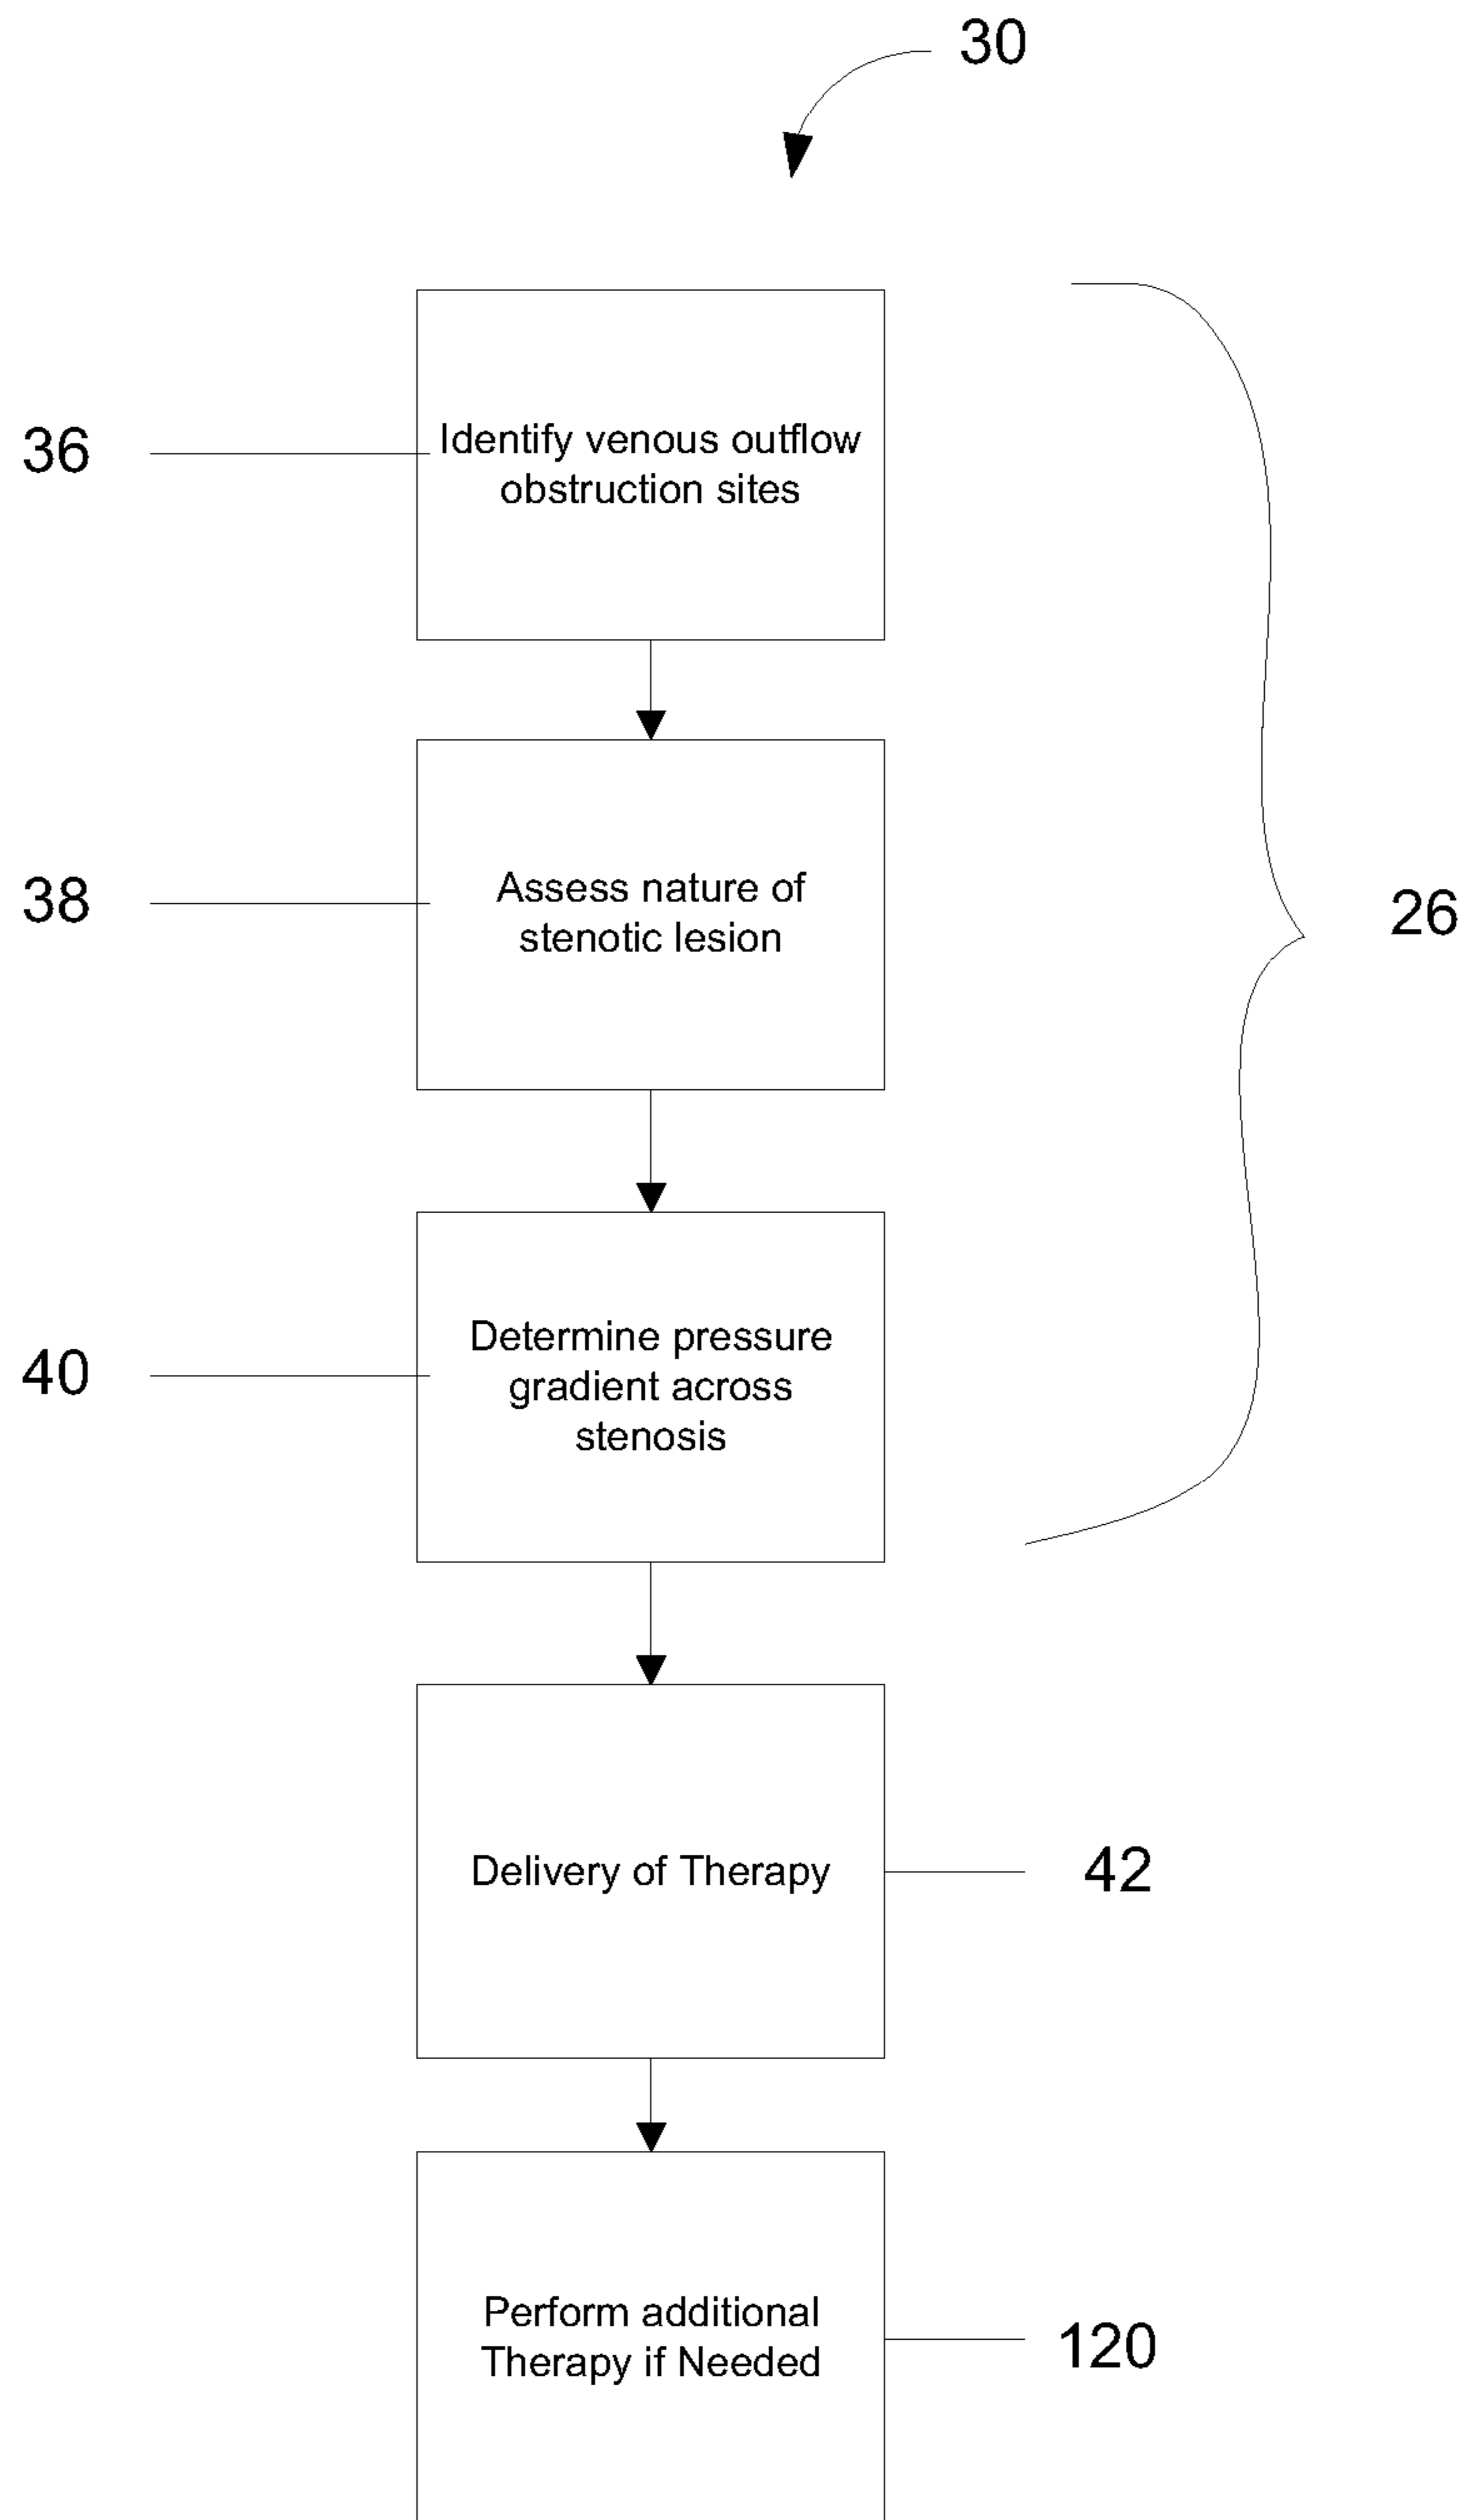 30
36
Identify venous outflow
obstruction sites
38
Assess nature of
stenotic lesion
26
40
Determine pressure
gradient across
stenosis
Delivery of Therapy
42
Perform additional
Therapy if Needed
120